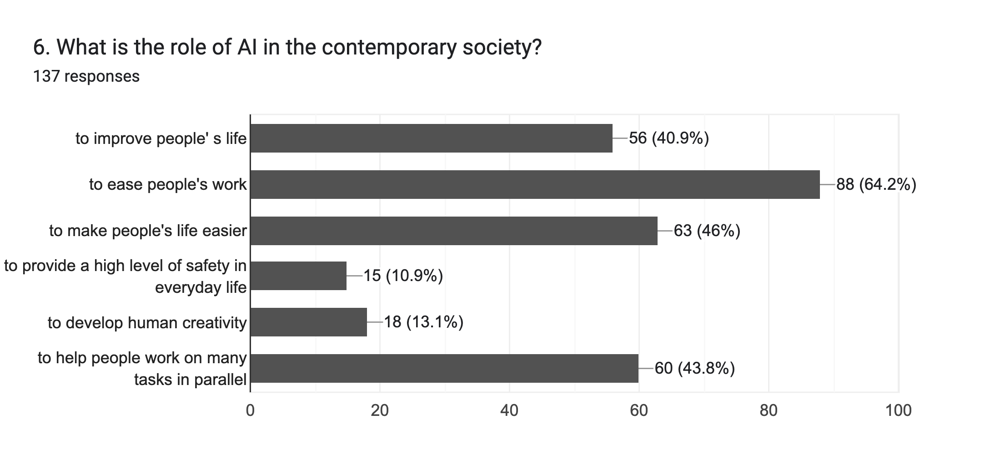 6. What is the role of AI in the contemporary society?
137 responses
to improve people' s life
56 (40.9%)
to ease people's work
88 (64.2%)
to make people's life easier
63 (46%)
to provide a high level of safety in
everyday life
15 (10.9%)
to develop human creativity
18 (13.1%)
to help people work on many
tasks in parallel
60 (43.8%)
0 20 40 60 80 100